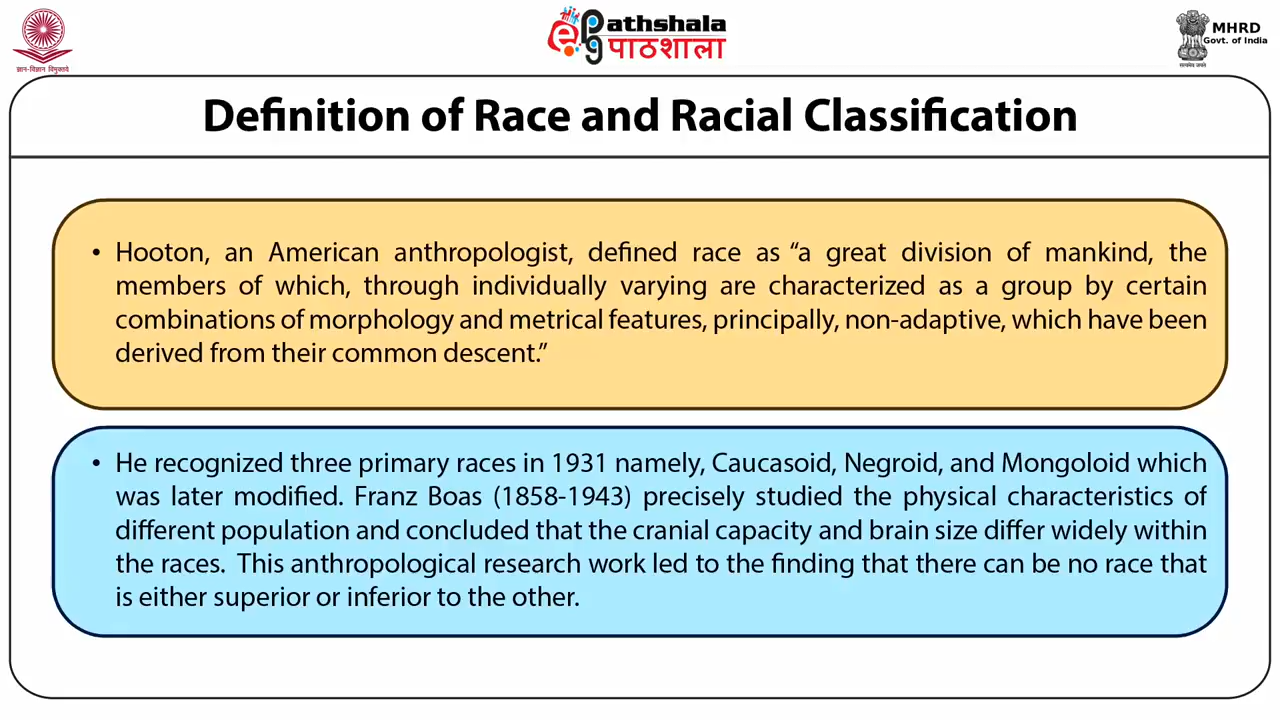 ज्ञान-विज्ञान विमुक्तये
ePG Pathshala
पाठशाला
सत्यमेव जयते
MHRD
Govt. of India
Definition of Race and Racial Classification
• Hooton, an American anthropologist, defined race as “a great division of mankind, the
members of which, through individually varying are characterized as a group by certain
combinations of morphology and metrical features, principally, non-adaptive, which have been
derived from their common descent.”
• He recognized three primary races in 1931 namely, Caucasoid, Negroid, and Mongoloid which
was later modified. Franz Boas (1858-1943) precisely studied the physical characteristics of
different population and concluded that the cranial capacity and brain size differ widely within
the races. This anthropological research work led to the finding that there can be no race that
is either superior or inferior to the other.